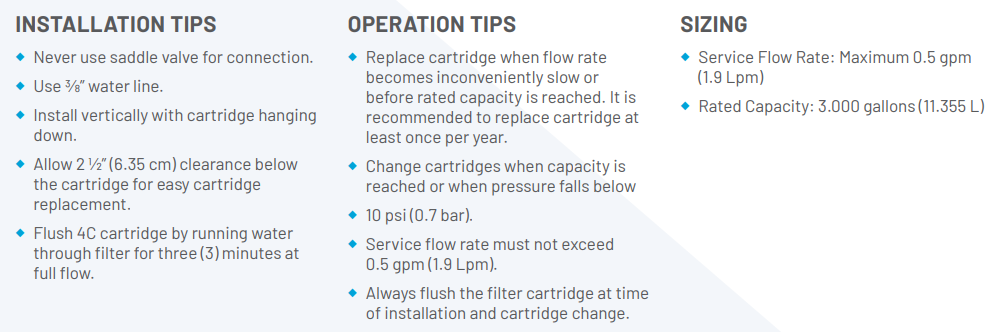 INSTALLATION TIPS
Never use saddle valve for connection.
Use ⅜" water line.
Install vertically with cartridge hanging
down.
Allow 2 ½" (6.35 cm) clearance below
the cartridge for easy cartridge
replacement.
Flush 4C cartridge by running water
through filter for three (3) minutes at
full flow.
OPERATION TIPS
Replace cartridge when flow rate
becomes inconveniently slow or
before rated capacity is reached. It is
recommended to replace cartridge at
least once per year.
Change cartridges when capacity is
reached or when pressure falls below
10 psi (0.7 bar).
Service flow rate must not exceed
0.5 gpm (1.9 Lpm).
Always flush the filter cartridge at time
of installation and cartridge change.
SIZING
Service Flow Rate: Maximum 0.5 gpm
(1.9 Lpm)
Rated Capacity: 3.000 gallons (11.355 L)